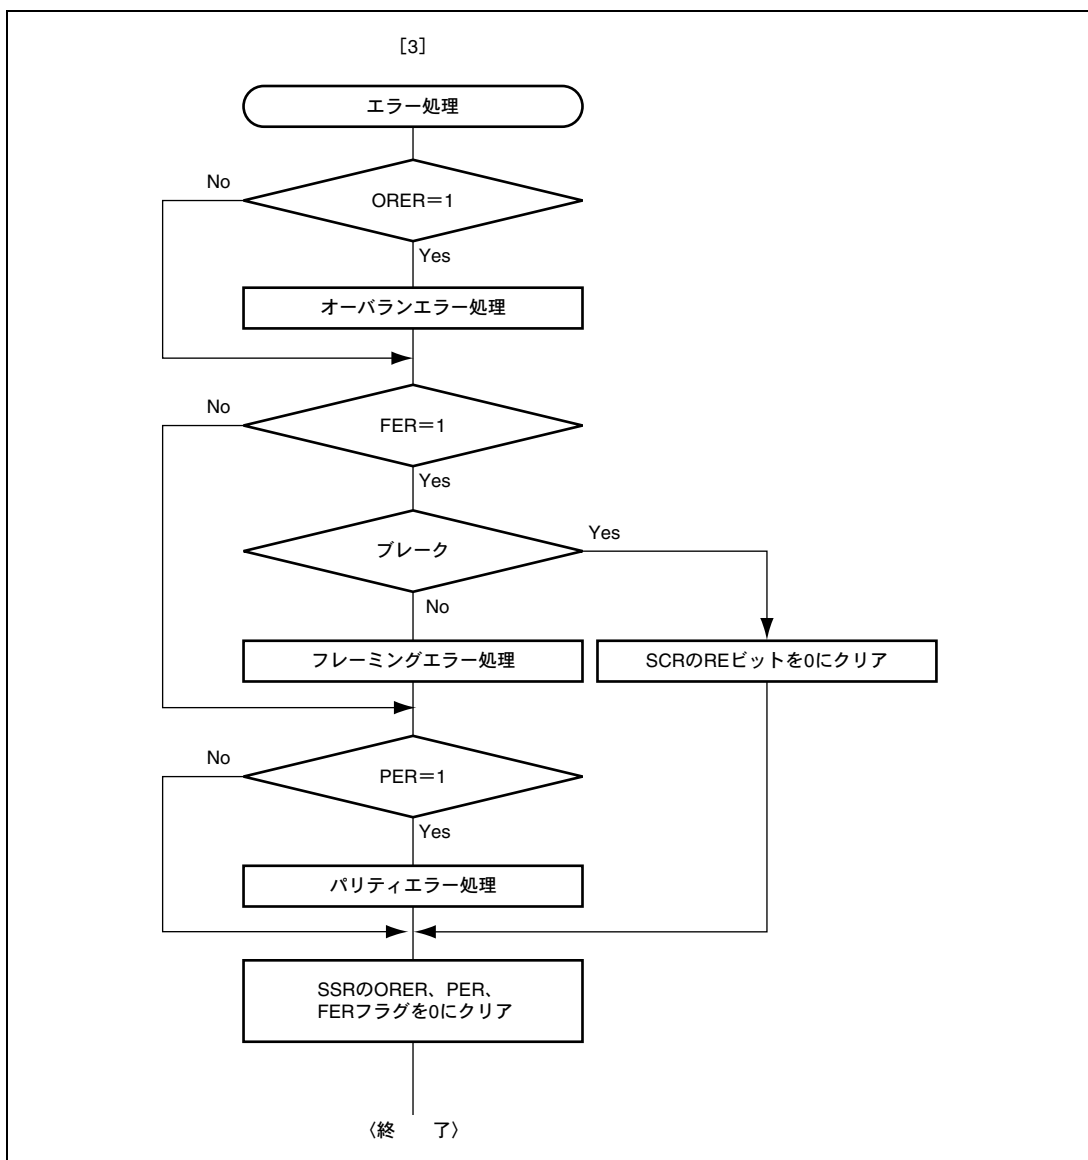 ［3］
エラー処理
No
ORER＝1
Yes
オーバランエラー処理
No
FER＝1
Yes
ブレーク
Yes
No
フレーミングエラー処理
SCRのREビットを0にクリア
No
PER＝1
Yes
パリティエラー処理
SSRのORER、PER、
FERフラグを0にクリア
〈終　　了〉